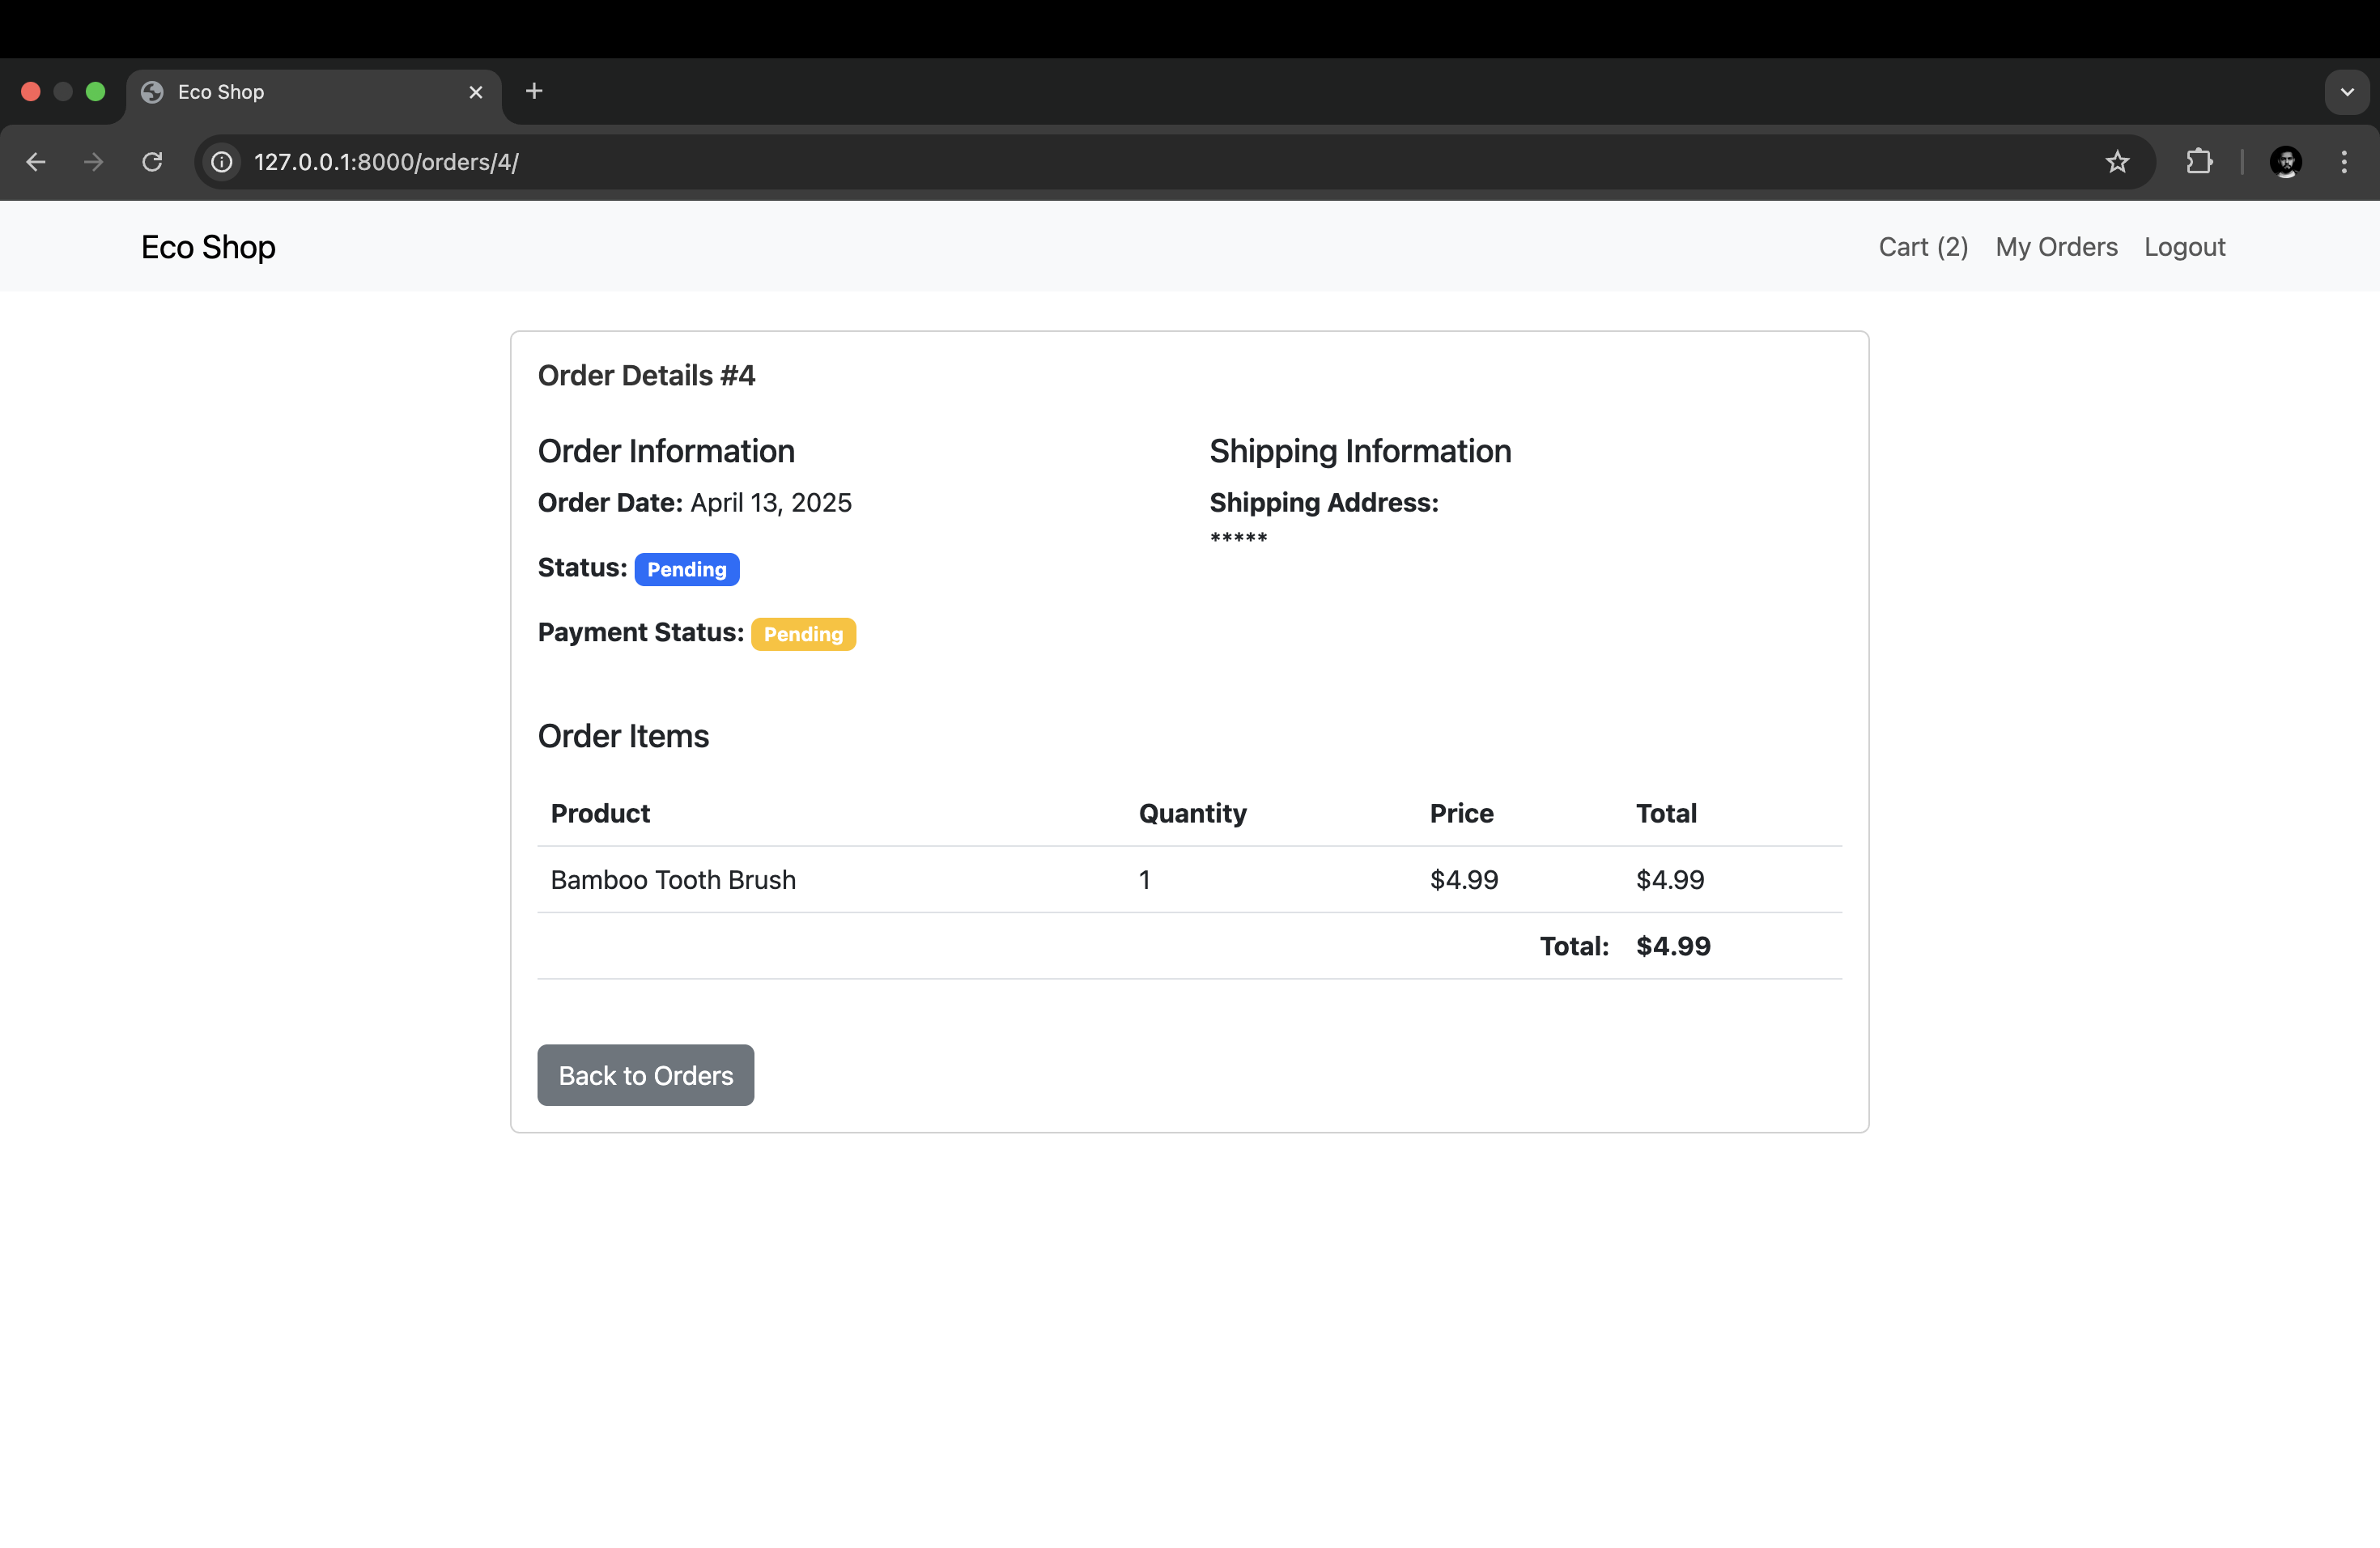 Eco Shop
127.0.0.1:8000/orders/4/
Eco Shop Cart (2) My Orders Logout
Order Details #4
Order Information
Order Date: April 13, 2025
Status: Pending
Payment Status: Pending
Shipping Information
Shipping Address:
*****
Order Items
Product Quantity Price Total
Bamboo Tooth Brush 1 $4.99 $4.99
Total: $4.99
Back to Orders